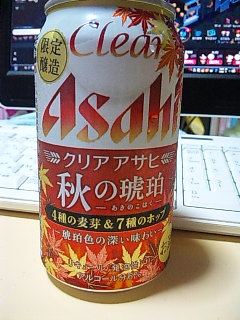 限定
醸造
Clear
Asahi
クリアアサヒ
秋の琥珀
あきのこはく
4種の麦芽&7種のホップ
琥珀色の深い味わい